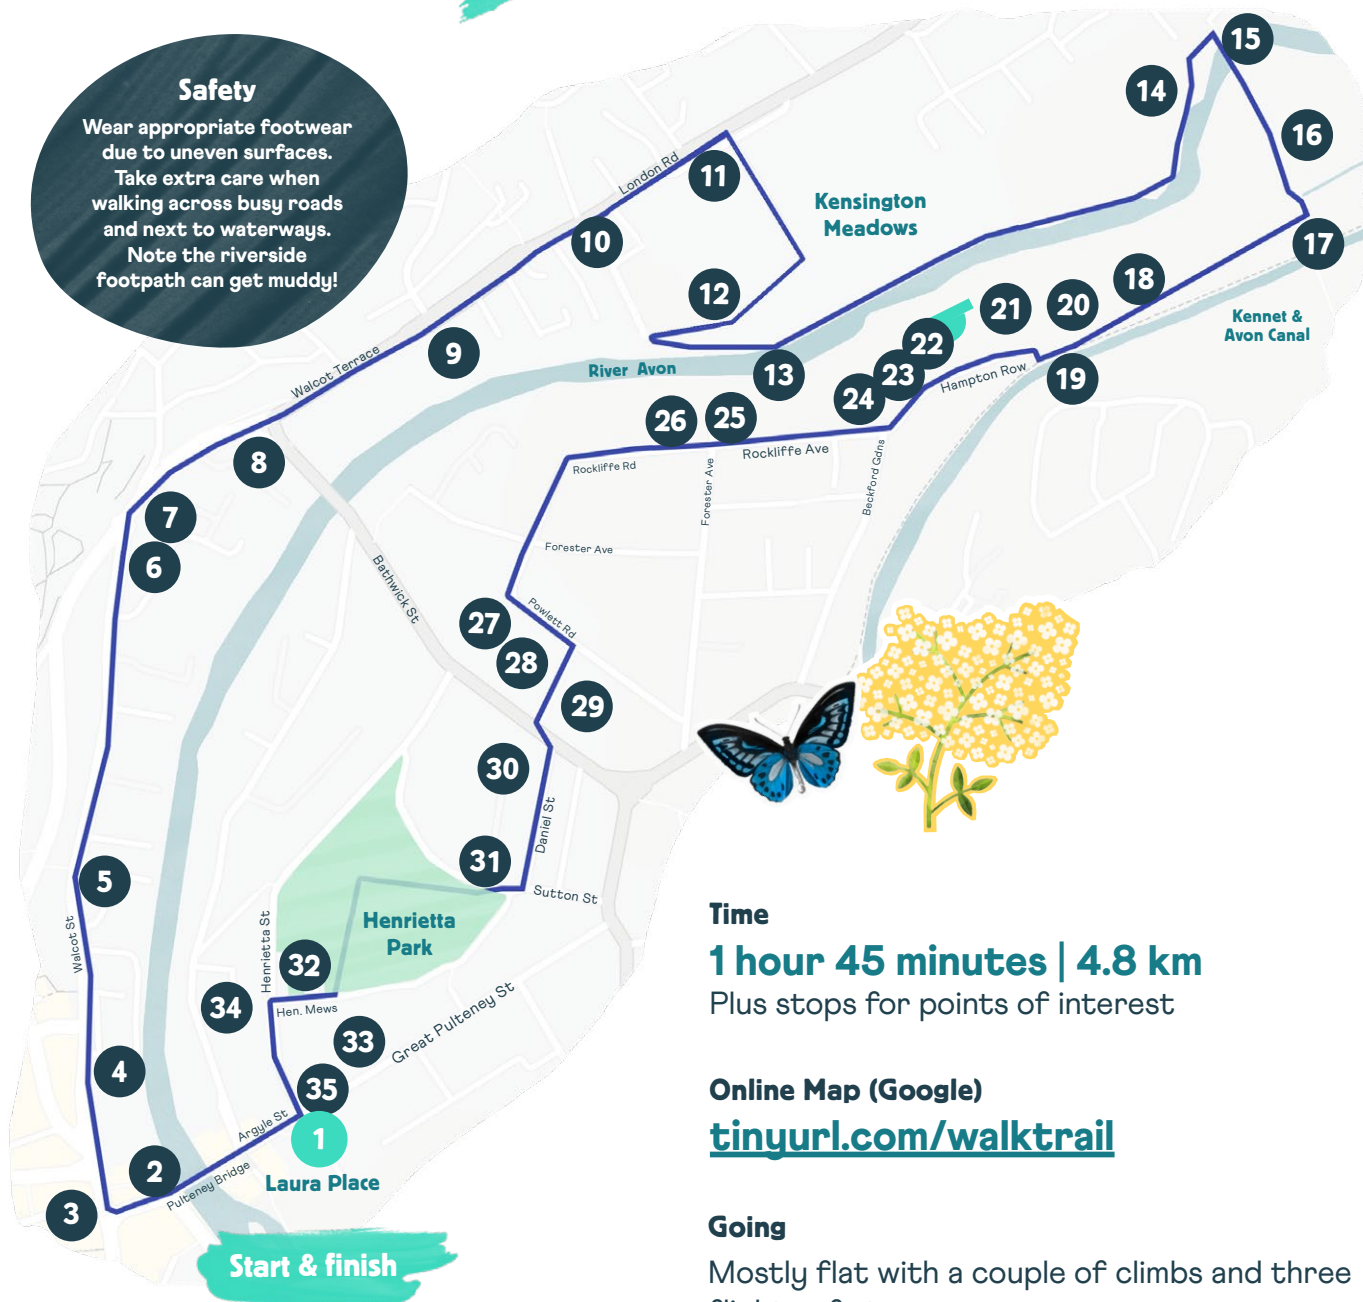 Safety
Wear appropriate footwear
due to uneven surfaces.
Take extra care when
walking across busy roads
and next to waterways.
Note the riverside
footpath can get muddy!
15
14
16
London Rd
11
Kensington
Meadows
10
17
12
18
21
20
Kennet &
Avon Canal
22
9
Walcot Terrace
River Avon
13
23
19
Hampton Row
24
26
25
Rockliffe Ave
8
Rockliffe Rd
Forester Ave
Beckford Gdns
7
6
Forester Ave
Bathwick St
27
Powlett Rd
28
29
30
Daniel St
5
31
Sutton St
Walcot St
Henrietta St
Henrietta
Park
32
34
Hen. Mews
33
Great Pulteney St
4
35
Argyle St
1
2
Pulteney Bridge
Laura Place
3
Start & finish
Time
1 hour 45 minutes | 4.8 km
Plus stops for points of interest
Online Map (Google)
tinyurl.com/walktrail
Going
Mostly flat with a couple of climbs and three